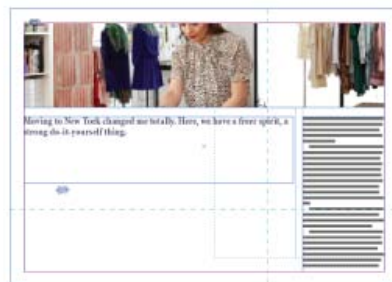 Moving to New York changed me totally. Here, we have a freer spirit, a
strong do-it-yourself thing.